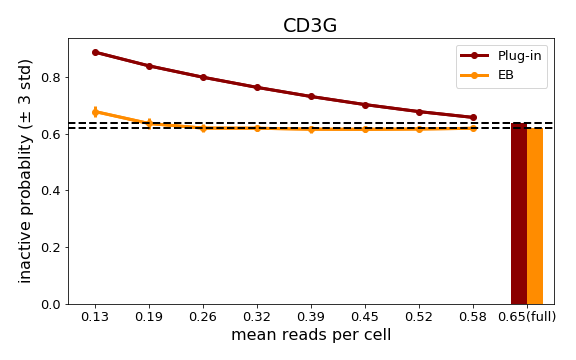 CD3G
Plug-in
EB
inactive probablity (± 3 std)
0.8
0.6
0.4
0.2
0.0
0.13 0.19 0.26 0.32 0.39 0.45 0.52 0.58 0.65(full)
mean reads per cell